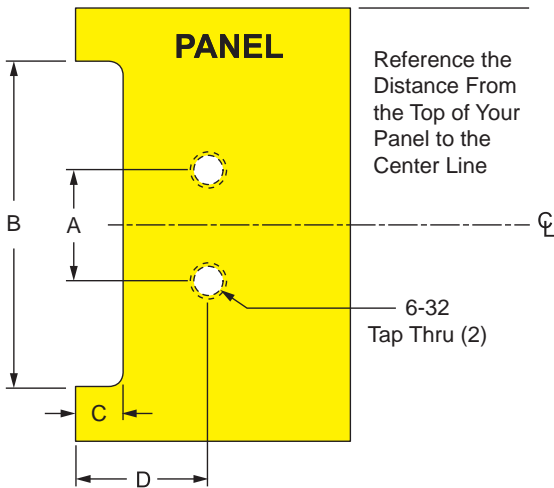 PANEL
Reference the
Distance From
the Top of Your
Panel to the
Center Line
B
A
℄
6-32
Tap Thru (2)
C
D